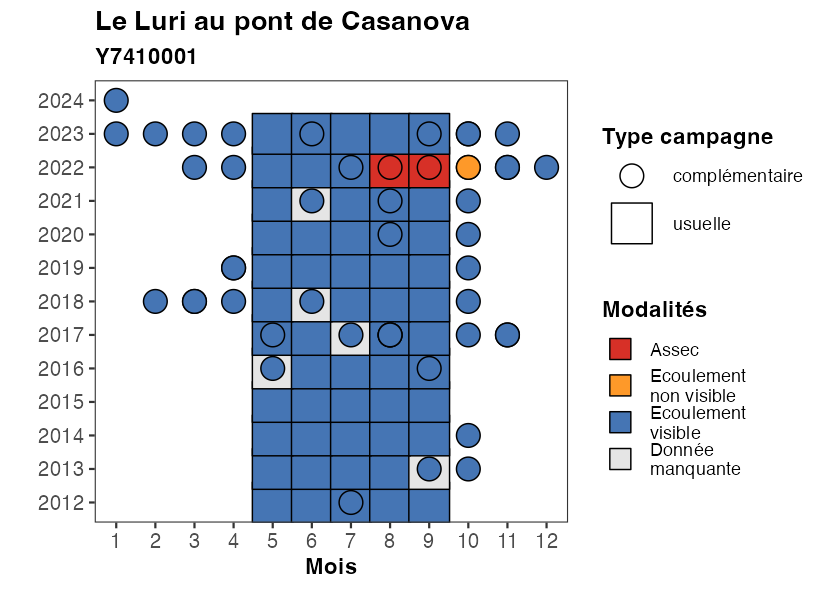 Le Luri au pont de Casanova
Y7410001
2024
2023
2022
2021
2020
2019
2018
2017
2016
2015
2014
2013
2012
1 2 3 4 5 6 7 8 9 10 11 12
Mois
Type campagne
complémentaire
usuelle
Modalités
Assec
Ecoulement
non visible
Ecoulement
visible
Donnée
manquante